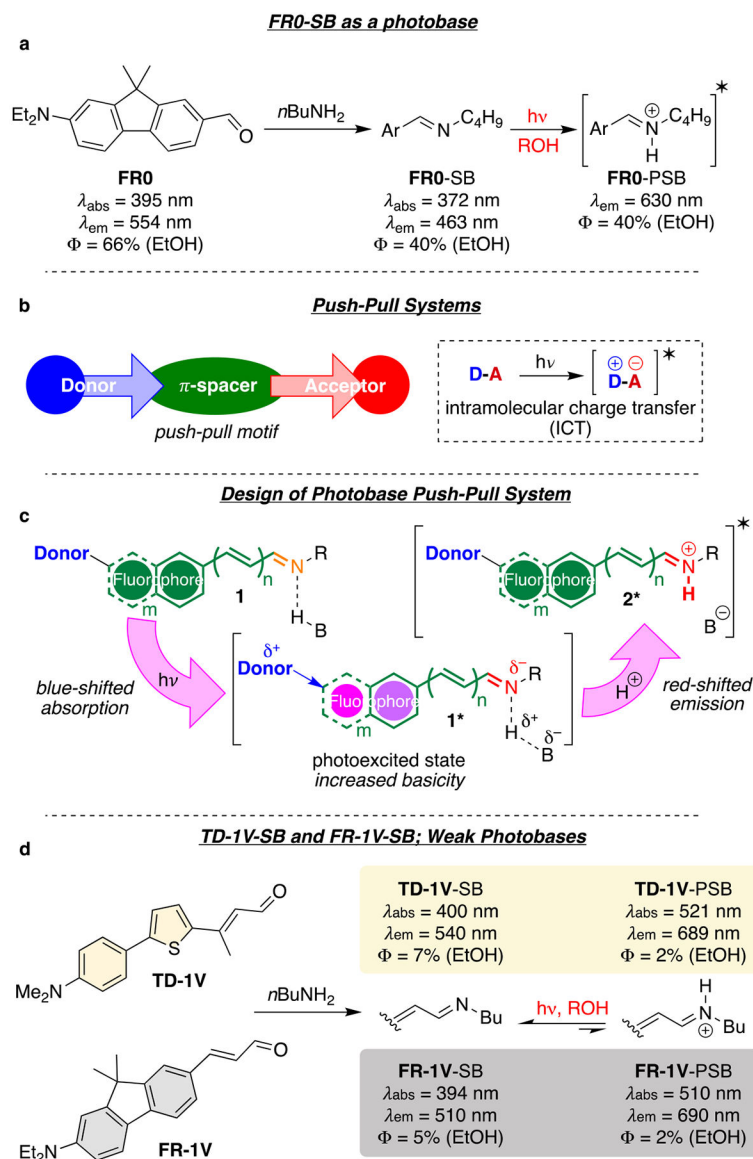 FR0-SB as a photobase
a
Et₂N
O
nBuNH₂
Ar
N
C₄H₉
hν
ROH
Ar
⊕
N
H
C₄H₉
*
FR0
λabs = 395 nm
λem = 554 nm
Φ = 66% (EtOH)
FR0-SB
λabs = 372 nm
λem = 463 nm
Φ = 40% (EtOH)
FR0-PSB
λem = 630 nm
Φ = 40% (EtOH)
b
Push-Pull Systems
Donor
π-spacer
Acceptor
push-pull motif
D-A
hν
⊕ ⊖
D-A
*
intramolecular charge transfer
(ICT)
Design of Photobase Push-Pull System
c
Donor
Fluorophore
m
n
N
R
1
H
B
Donor
Fluorophore
m
n
⊕
N
H
R
2*
*
B⊖
blue-shifted
absorption
hν
δ⁺
Donor
Fluorophore
m
n
δ⁻
N
R
1*
H
δ⁺
δ⁻
B
photoexcited state
increased basicity
H⊕
red-shifted
emission
TD-1V-SB and FR-1V-SB; Weak Photobases
d
O
S
Me₂N
TD-1V
TD-1V-SB
λabs = 400 nm
λem = 540 nm
Φ = 7% (EtOH)
TD-1V-PSB
λabs = 521 nm
λem = 689 nm
Φ = 2% (EtOH)
nBuNH₂
N
Bu
hν, ROH
H
N
⊕
Bu
O
Et₂N
FR-1V
FR-1V-SB
λabs = 394 nm
λem = 510 nm
Φ = 5% (EtOH)
FR-1V-PSB
λabs = 510 nm
λem = 690 nm
Φ = 2% (EtOH)